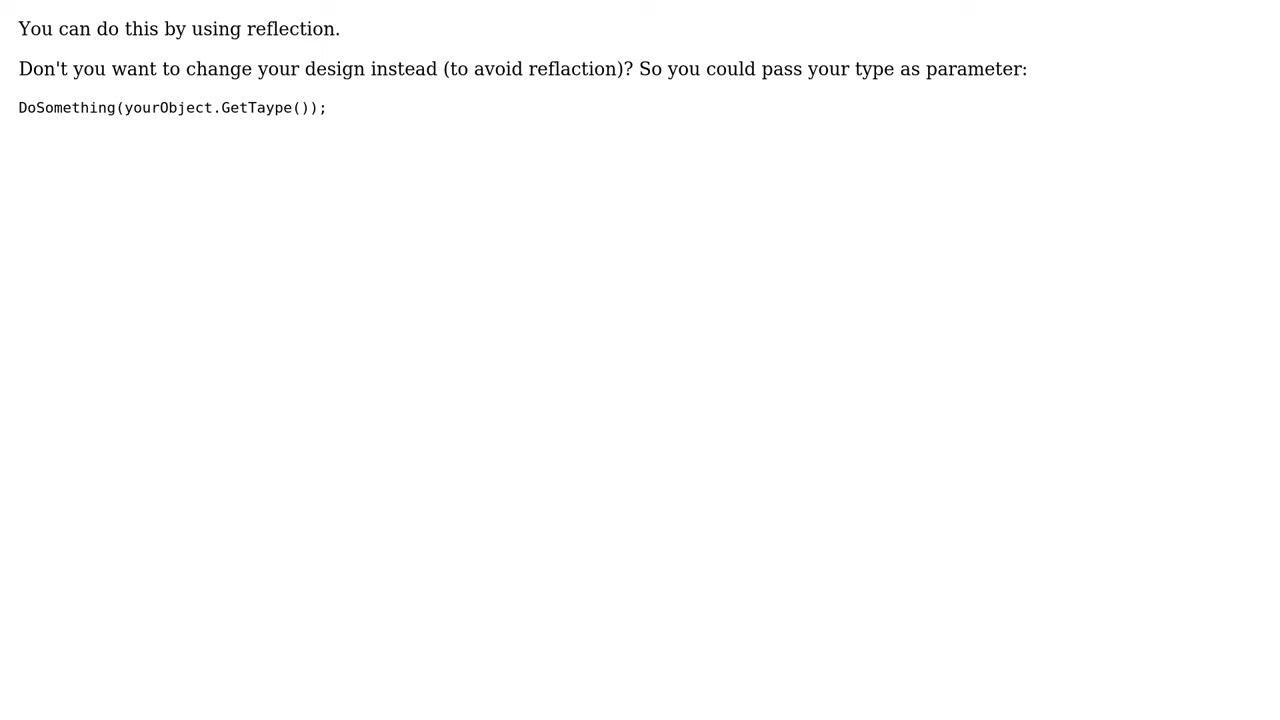 You can do this by using reflection.
Don't you want to change your design instead (to avoid reflaction)? So you could pass your type as parameter:
DoSomething(yourObject.GetTaype());